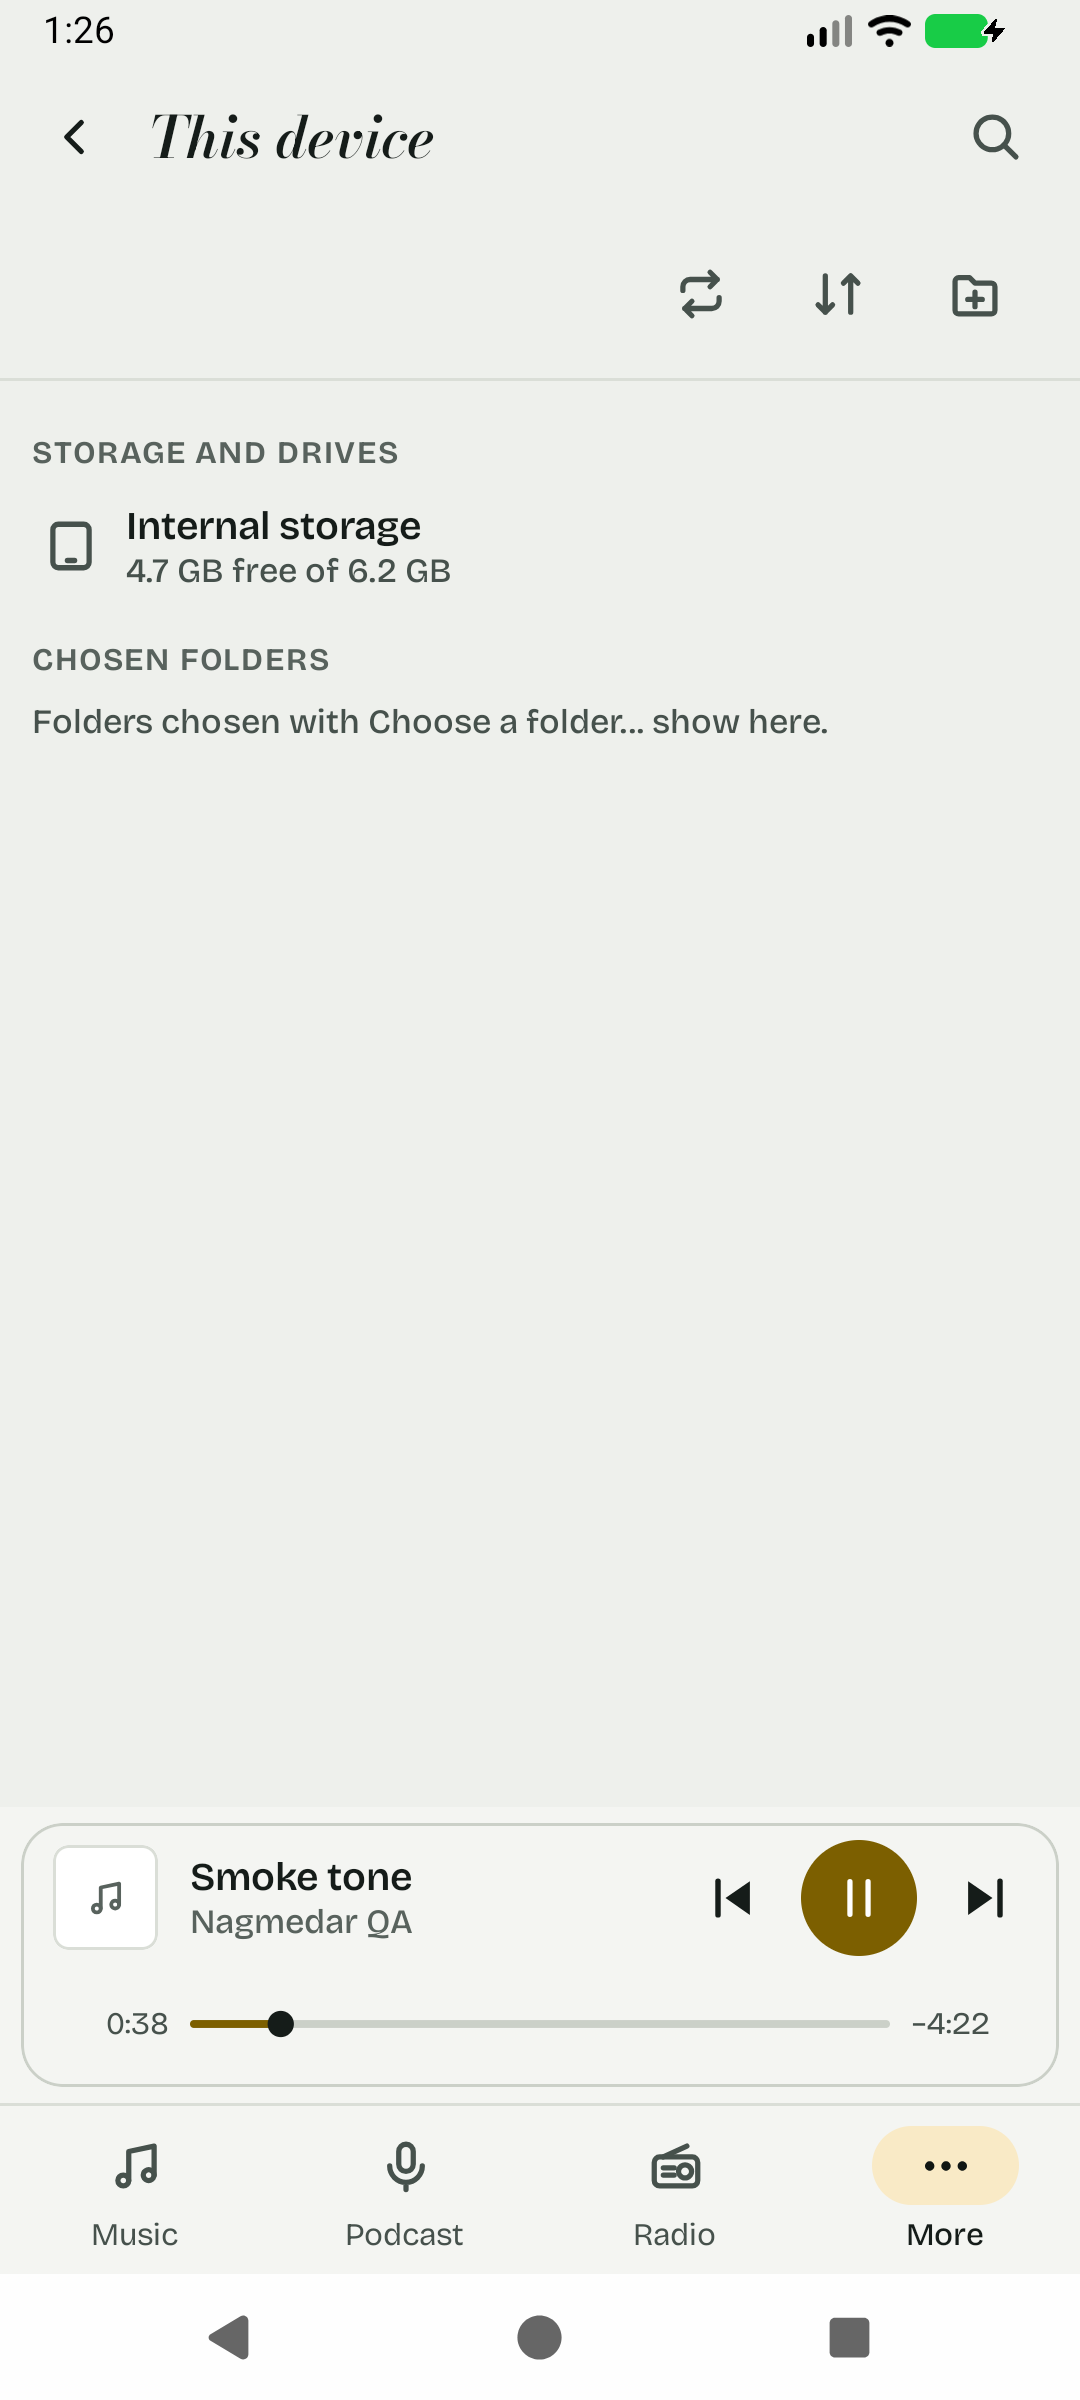 1:26
This device
STORAGE AND DRIVES
Internal storage
4.7 GB free of 6.2 GB
CHOSEN FOLDERS
Folders chosen with Choose a folder... show here.
Smoke tone
Nagmedar QA
0:38
-4:22
Music
Podcast
Radio
More